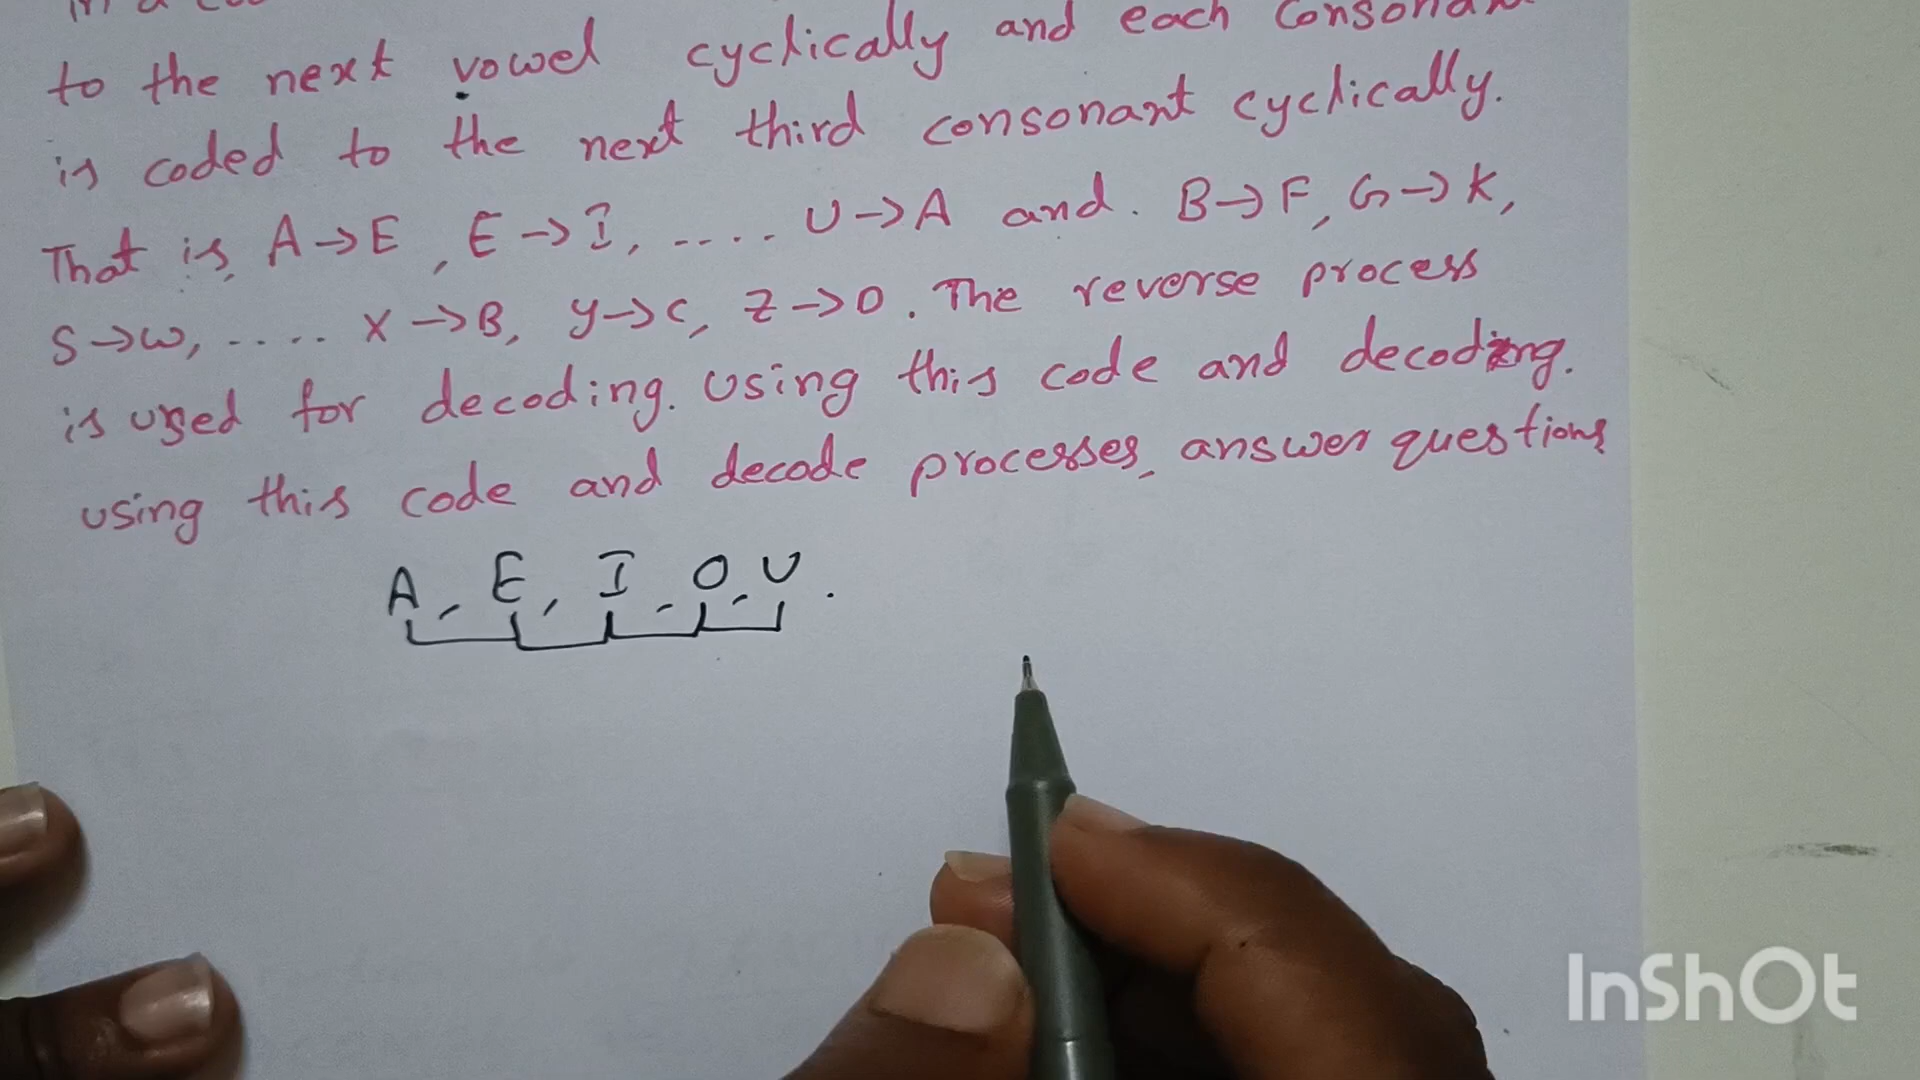 in a
to the next vowel cyclically and each consonan
is coded to the next third consonant cyclically.
That is, A→E, E→I, .... U→A and. B→F, G→K,
S→W, .... X→B, Y→C, Z→D. The reverse process
is used for decoding. Using this code and decoding.
using this code and decode processes, answer questions
A, E, I, O, U.
InShOt